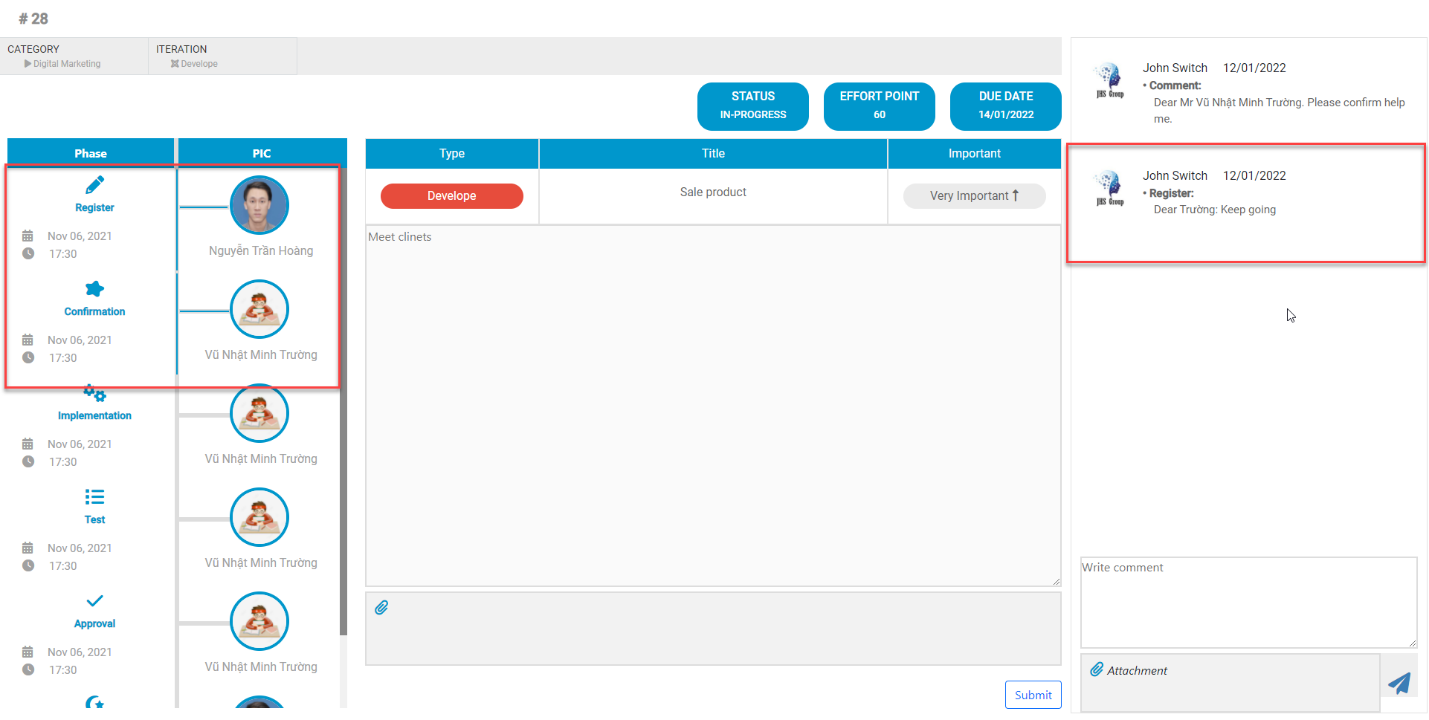 # 28
CATEGORY
Digital Marketing
ITERATION
Develope
STATUS
IN-PROGRESS
EFFORT POINT
60
DUE DATE
14/01/2022
Phase
PIC
Register
Nov 06, 2021
17:30
Nguyễn Trần Hoàng
Confirmation
Nov 06, 2021
17:30
Vũ Nhật Minh Trường
Implementation
Nov 06, 2021
17:30
Vũ Nhật Minh Trường
Test
Nov 06, 2021
17:30
Vũ Nhật Minh Trường
Approval
Nov 06, 2021
17:30
Vũ Nhật Minh Trường
Type
Title
Important
Develope
Sale product
Very Important
Meet clinets
Submit
JHS Group
John Switch 12/01/2022
• Comment:
Dear Mr Vũ Nhật Minh Trường. Please confirm help
me.
JHS Group
John Switch 12/01/2022
• Register:
Dear Trường: Keep going
Write comment
Attachment